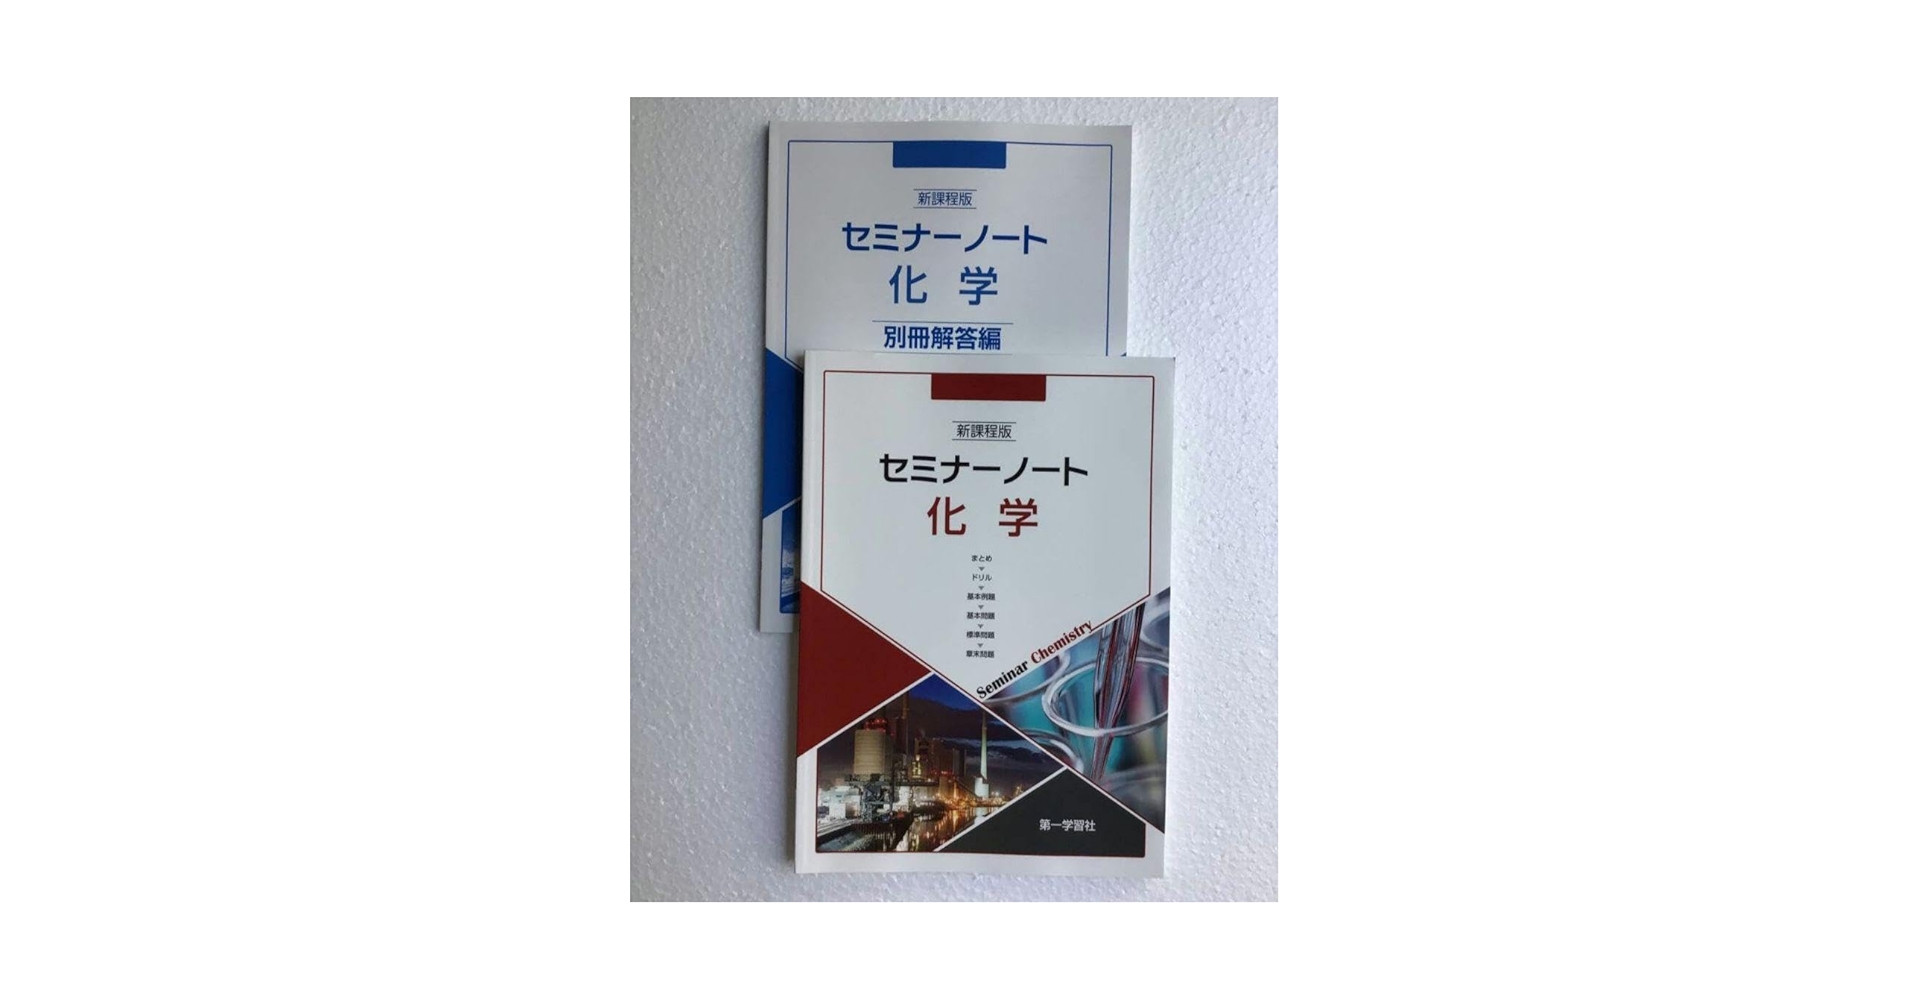 新課程版
セミナーノート
化学
別冊解答編
新課程版
セミナーノート
化学
まとめ
ドリル
基本例題
基本問題
標準問題
章末問題
Seminar Chemistry
第一学習社